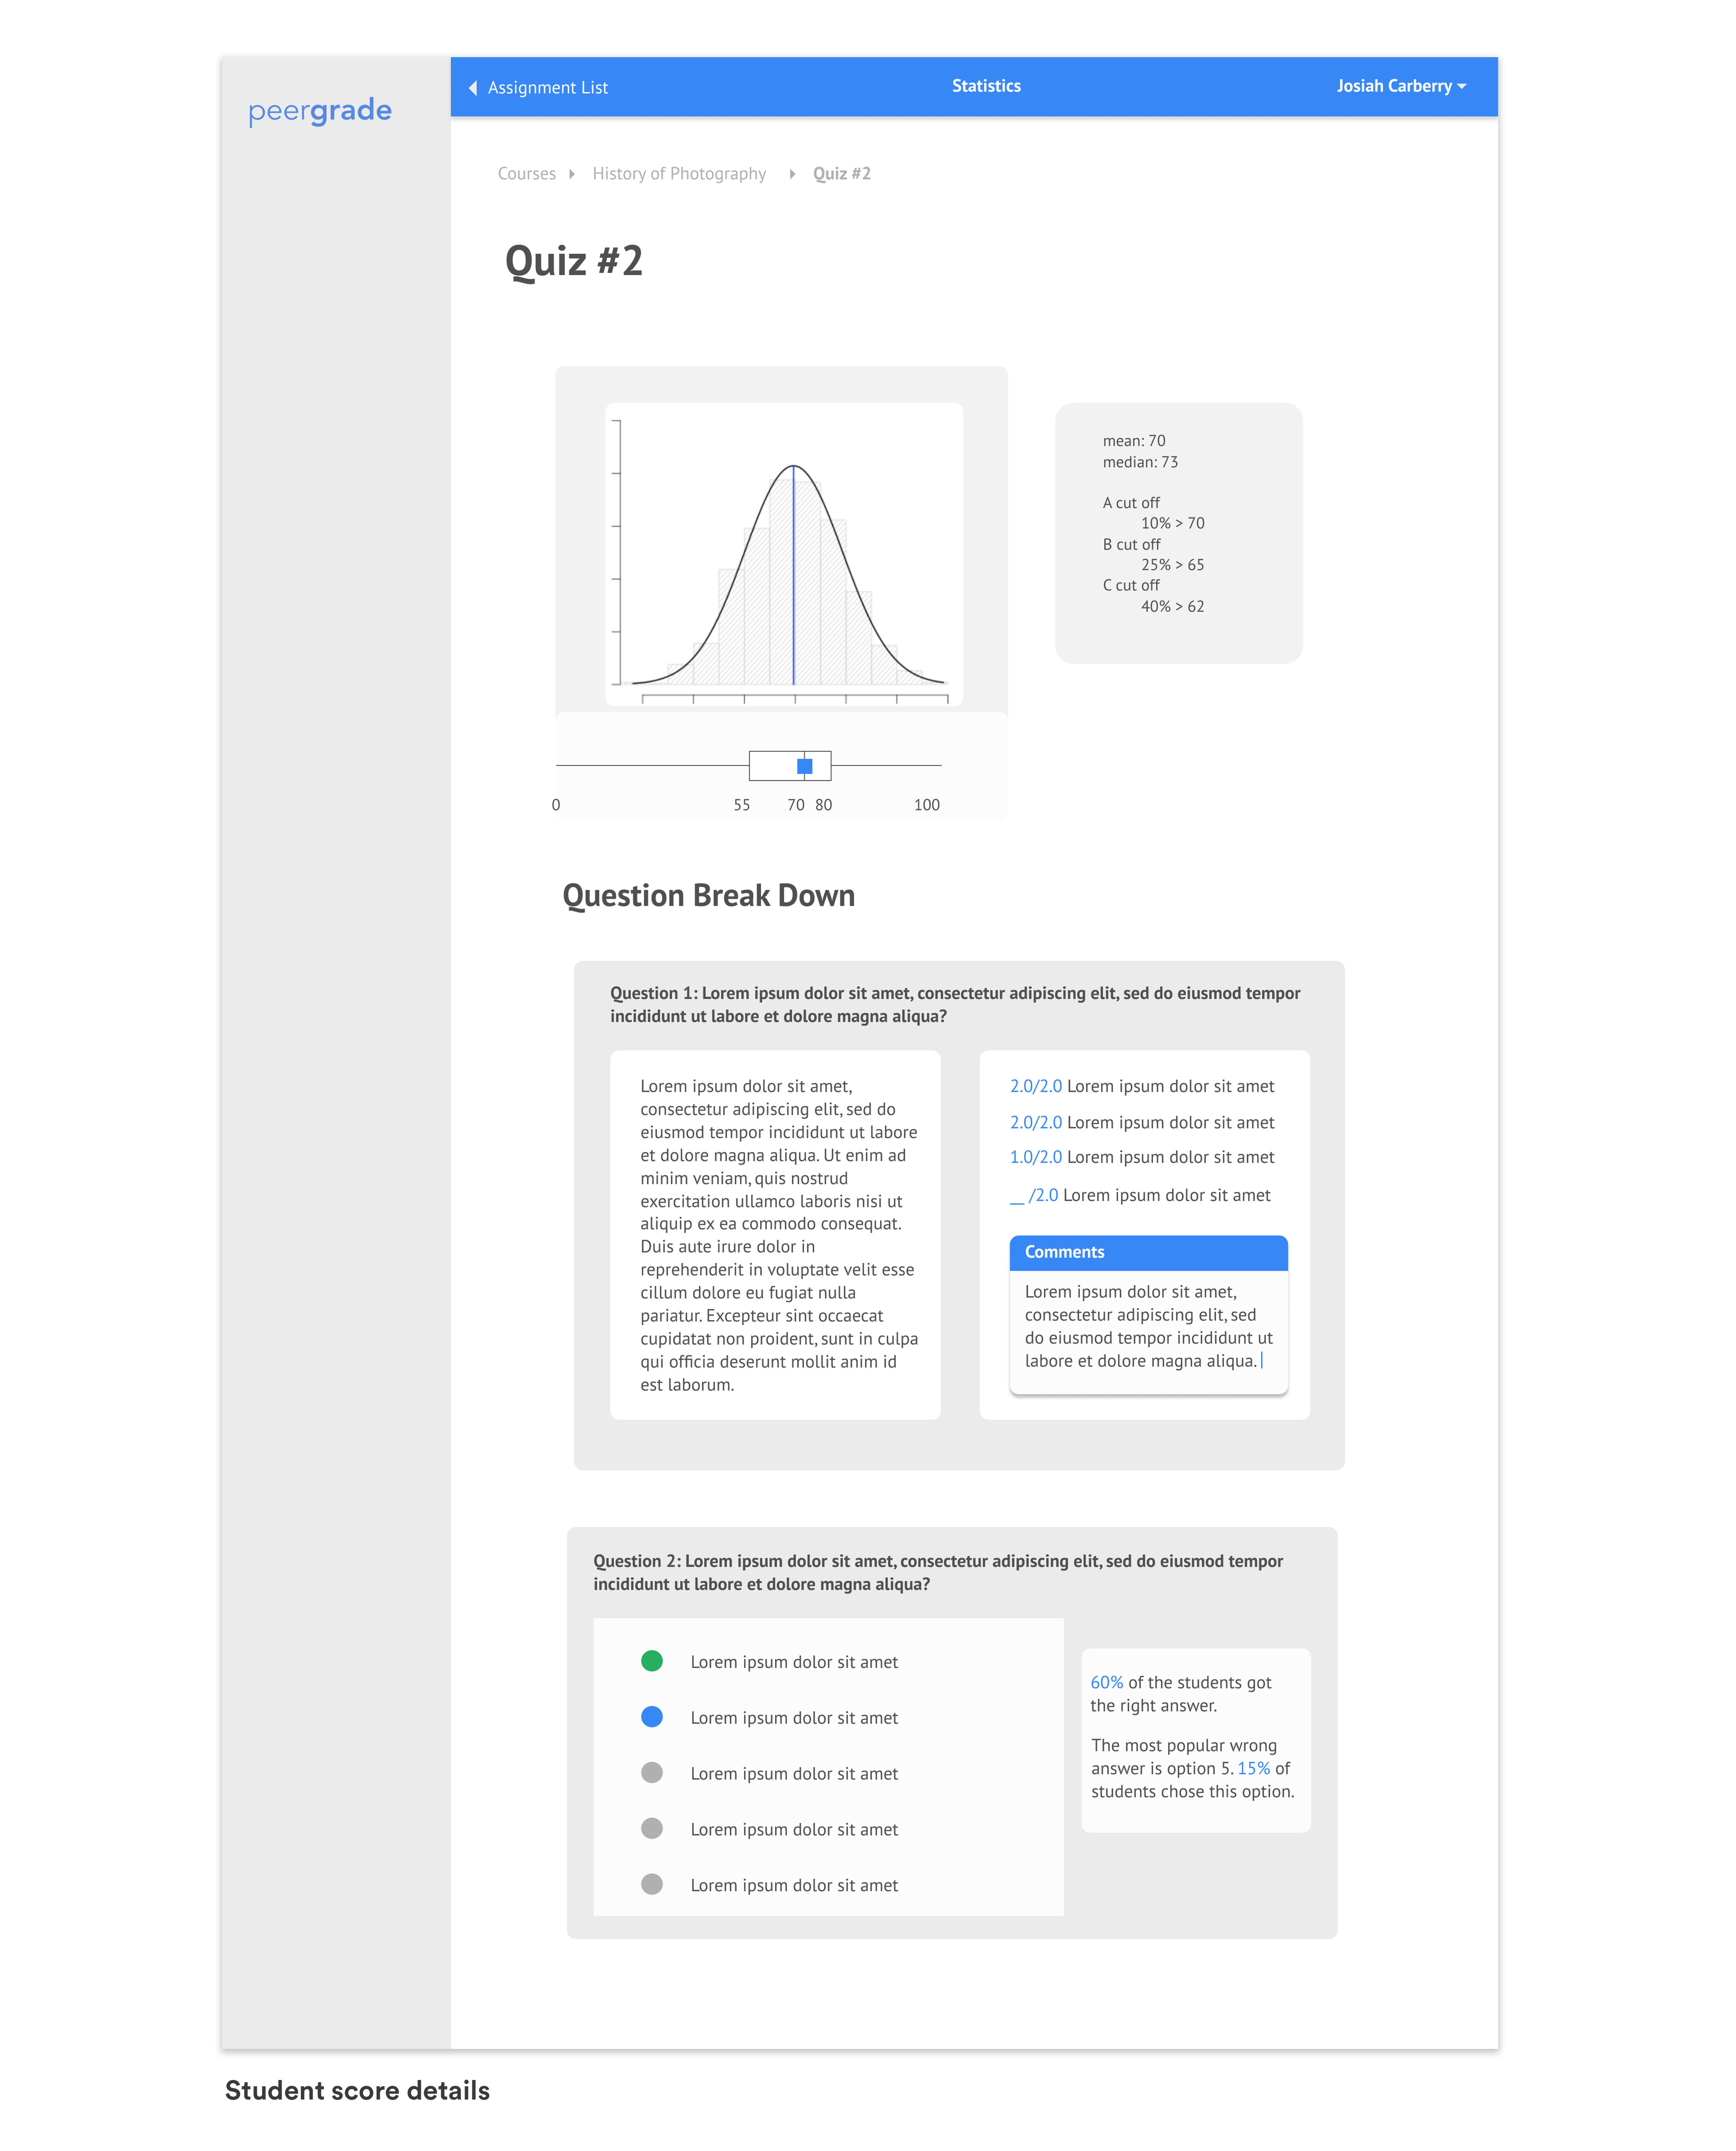 peergrade
Assignment List
Statistics
Josiah Carberry
Courses
History of Photography
Quiz #2
Quiz #2
mean: 70
median: 73
A cut off
10% > 70
B cut off
25% > 65
C cut off
40% > 62
0 55 70 80 100
Question Break Down
Question 1: Lorem ipsum dolor sit amet, consectetur adipiscing elit, sed do eiusmod tempor
incididunt ut labore et dolore magna aliqua?
Lorem ipsum dolor sit amet,
consectetur adipiscing elit, sed do
eiusmod tempor incididunt ut labore
et dolore magna aliqua. Ut enim ad
minim veniam, quis nostrud
exercitation ullamco laboris nisi ut
aliquip ex ea commodo consequat.
Duis aute irure dolor in
reprehenderit in voluptate velit esse
cillum dolore eu fugiat nulla
pariatur. Excepteur sint occaecat
cupidatat non proident, sunt in culpa
qui officia deserunt mollit anim id
est laborum.
2.0/2.0 Lorem ipsum dolor sit amet
2.0/2.0 Lorem ipsum dolor sit amet
1.0/2.0 Lorem ipsum dolor sit amet
__ /2.0 Lorem ipsum dolor sit amet
Comments
Lorem ipsum dolor sit amet,
consectetur adipiscing elit, sed
do eiusmod tempor incididunt ut
labore et dolore magna aliqua.
Question 2: Lorem ipsum dolor sit amet, consectetur adipiscing elit, sed do eiusmod tempor
incididunt ut labore et dolore magna aliqua?
Lorem ipsum dolor sit amet
Lorem ipsum dolor sit amet
Lorem ipsum dolor sit amet
Lorem ipsum dolor sit amet
Lorem ipsum dolor sit amet
60% of the students got
the right answer.
The most popular wrong
answer is option 5. 15% of
students chose this option.
Student score details